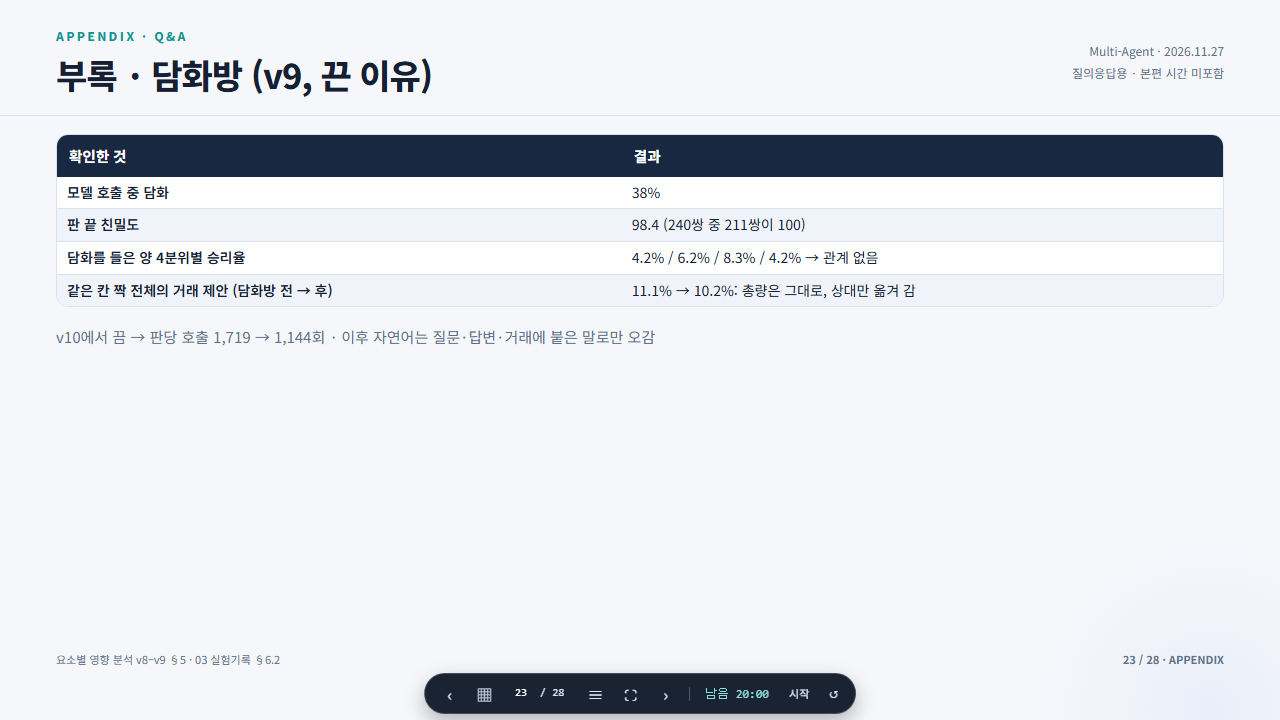 APPENDIX · Q&A
부록 · 담화방 (v9, 끈 이유)
Multi-Agent · 2026.11.27
질의응답용 · 본편 시간 미포함
확인한 것 결과
모델 호출 중 담화 38%
판 끝 친밀도 98.4 (240쌍 중 211쌍이 100)
담화를 들은 양 4분위별 승리율 4.2% / 6.2% / 8.3% / 4.2% → 관계 없음
같은 칸 짝 전체의 거래 제안 (담화방 전 → 후) 11.1% → 10.2%: 총량은 그대로, 상대만 옮겨 감
v10에서 끔 → 판당 호출 1,719 → 1,144회 · 이후 자연어는 질문·답변·거래에 붙은 말로만 오감
요소별 영향 분석 v8–v9 §5 · 03 실험기록 §6.2
23 / 28 · APPENDIX
‹ 23 / 28 › 남음 20:00 시작 ↺